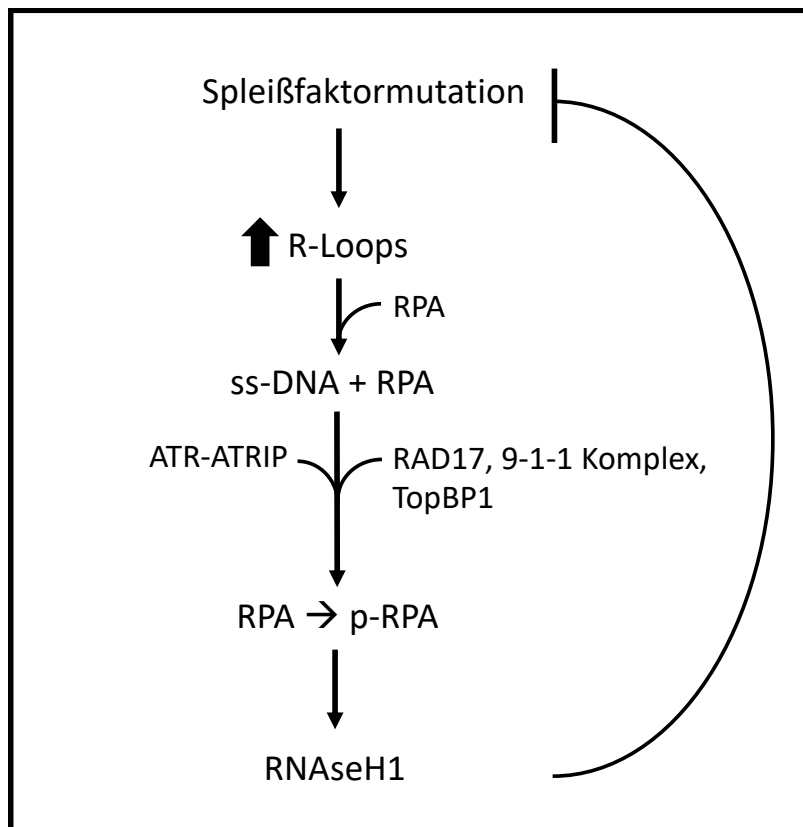 Spleißfaktormutation
R-Loops
RPA
ss-DNA + RPA
ATR-ATRIP
RAD17, 9-1-1 Komplex,
TopBP1
RPA → p-RPA
RNAseH1